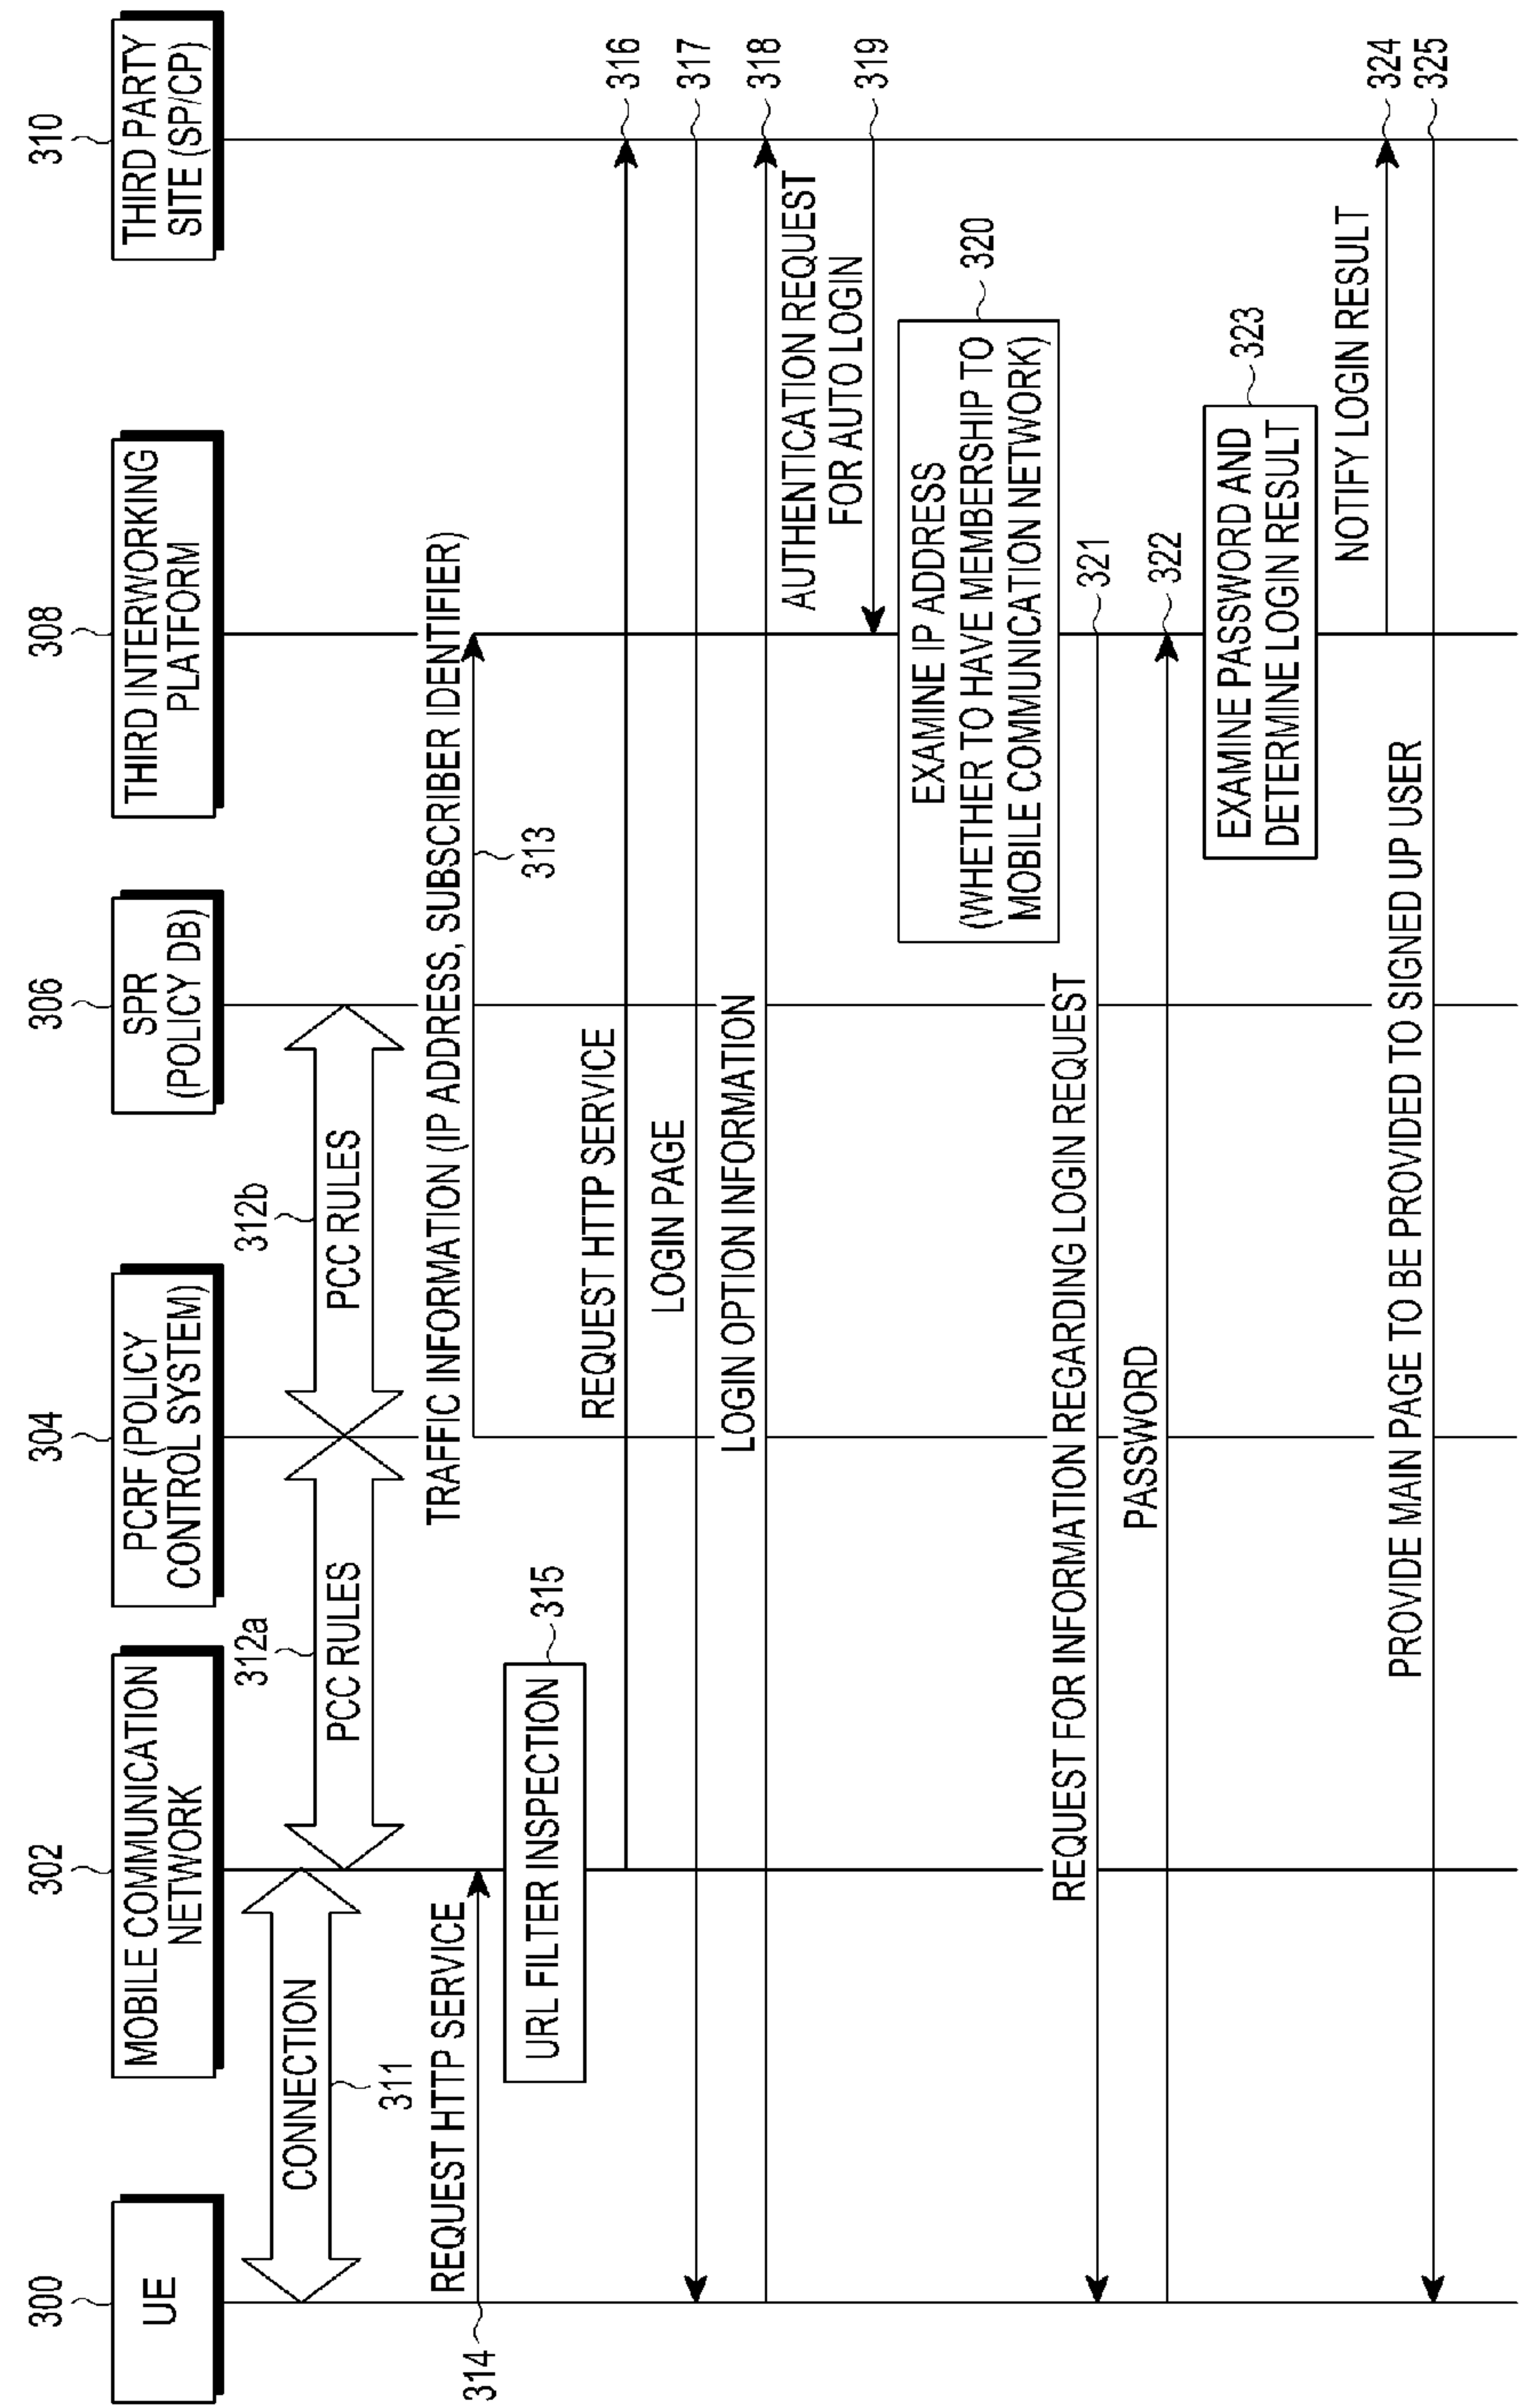 300
UE
302
MOBILE COMMUNICATION
NETWORK
304
PCRF (POLICY
CONTROL SYSTEM)
306
SPR
(POLICY DB)
308
THIRD INTERWORKING
PLATFORM
310
THIRD PARTY
SITE (SP/CP)
CONNECTION
311
312a
PCC RULES
312b
PCC RULES
TRAFFIC INFORMATION (IP ADDRESS, SUBSCRIBER IDENTIFIER)
313
REQUEST HTTP SERVICE
314
URL FILTER INSPECTION
315
REQUEST HTTP SERVICE
316
LOGIN PAGE
317
LOGIN OPTION INFORMATION
318
AUTHENTICATION REQUEST
FOR AUTO LOGIN
319
EXAMINE IP ADDRESS
(WHETHER TO HAVE MEMBERSHIP TO
MOBILE COMMUNICATION NETWORK)
320
REQUEST FOR INFORMATION REGARDING LOGIN REQUEST
321
PASSWORD
322
EXAMINE PASSWORD AND
DETERMINE LOGIN RESULT
323
NOTIFY LOGIN RESULT
324
PROVIDE MAIN PAGE TO BE PROVIDED TO SIGNED UP USER
325